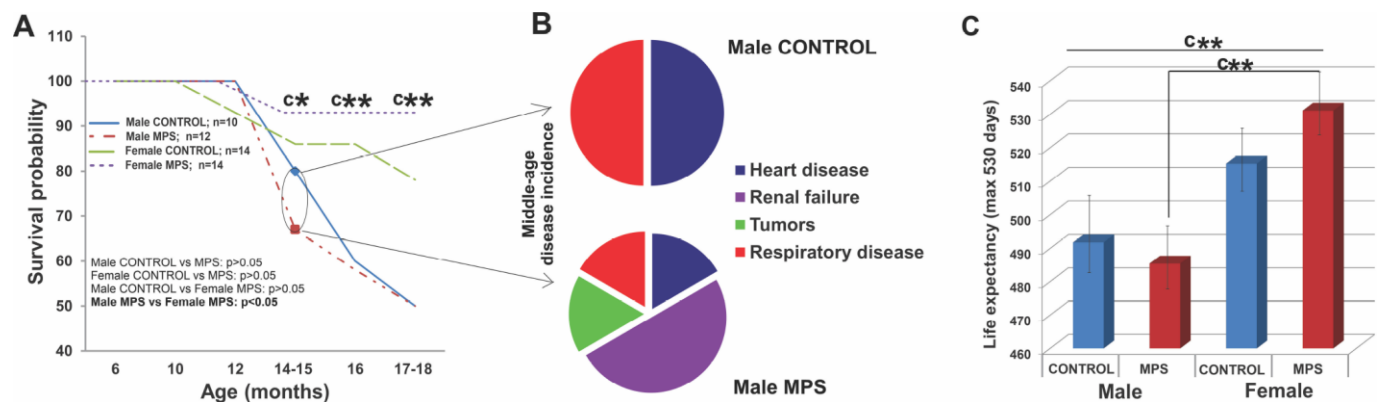 A
110
100
90
80
70
60
50
40
Survival probability
c*
c**
c**
Male CONTROL; n=10
Male MPS; n=12
Female CONTROL; n=14
Female MPS; n=14
Male CONTROL vs MPS: p>0.05
Female CONTROL vs MPS: p>0.05
Male CONTROL vs Female MPS: p>0.05
Male MPS vs Female MPS: p<0.05
6
10
12
14-15
16
17-18
Age (months)
B
Male CONTROL
Middle-age
disease incidence
Heart disease
Renal failure
Tumors
Respiratory disease
Male MPS
C
c**
c**
Life expectancy (max 530 days)
540
530
520
510
500
490
480
470
460
CONTROL
MPS
CONTROL
MPS
Male
Female